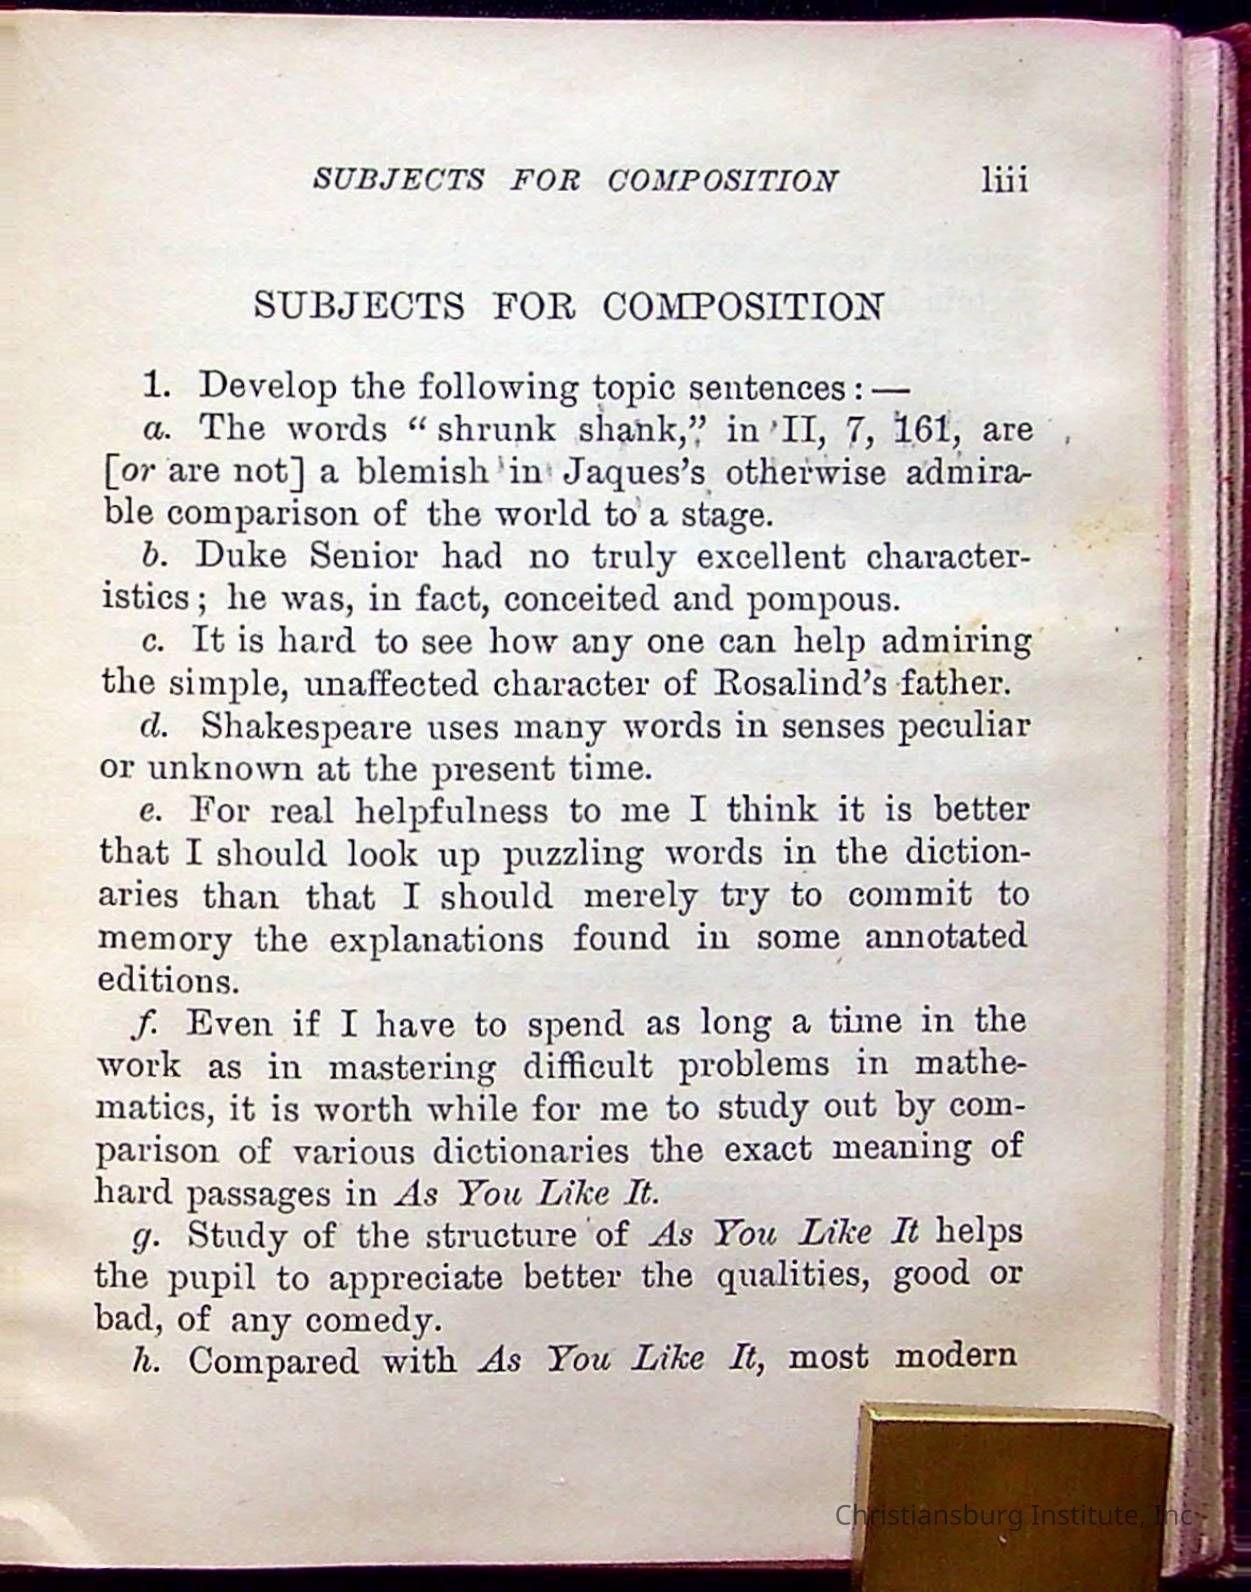 SUBJECTS FOR COMPOSITION liii
SUBJECTS FOR COMPOSITION
1. Develop the following topic sentences: —
a. The words “shrunk shank,” in II, 7, 161, are
[or are not] a blemish in Jaques’s otherwise admira-
ble comparison of the world to a stage.
b. Duke Senior had no truly excellent character-
istics; he was, in fact, conceited and pompous.
c. It is hard to see how any one can help admiring
the simple, unaffected character of Rosalind’s father.
d. Shakespeare uses many words in senses peculiar
or unknown at the present time.
e. For real helpfulness to me I think it is better
that I should look up puzzling words in the diction-
aries than that I should merely try to commit to
memory the explanations found in some annotated
editions.
f. Even if I have to spend as long a time in the
work as in mastering difficult problems in mathe-
matics, it is worth while for me to study out by com-
parison of various dictionaries the exact meaning of
hard passages in As You Like It.
g. Study of the structure of As You Like It helps
the pupil to appreciate better the qualities, good or
bad, of any comedy.
h. Compared with As You Like It, most modern
Christiansburg Institute, Inc